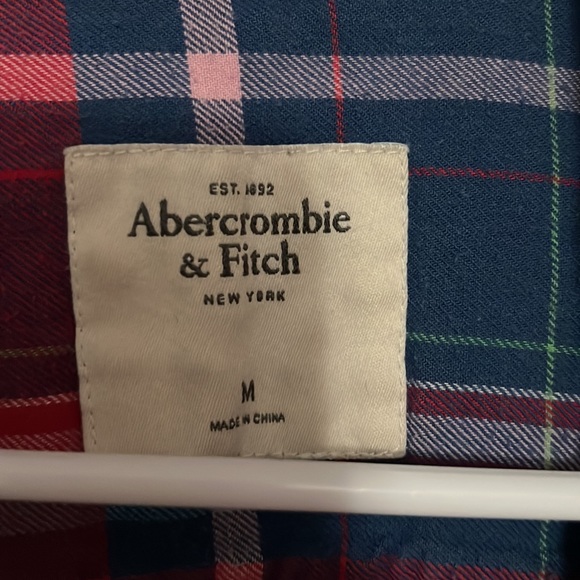 EST. 1892
Abercrombie
& Fitch
NEW YORK
M
MADE IN CHINA